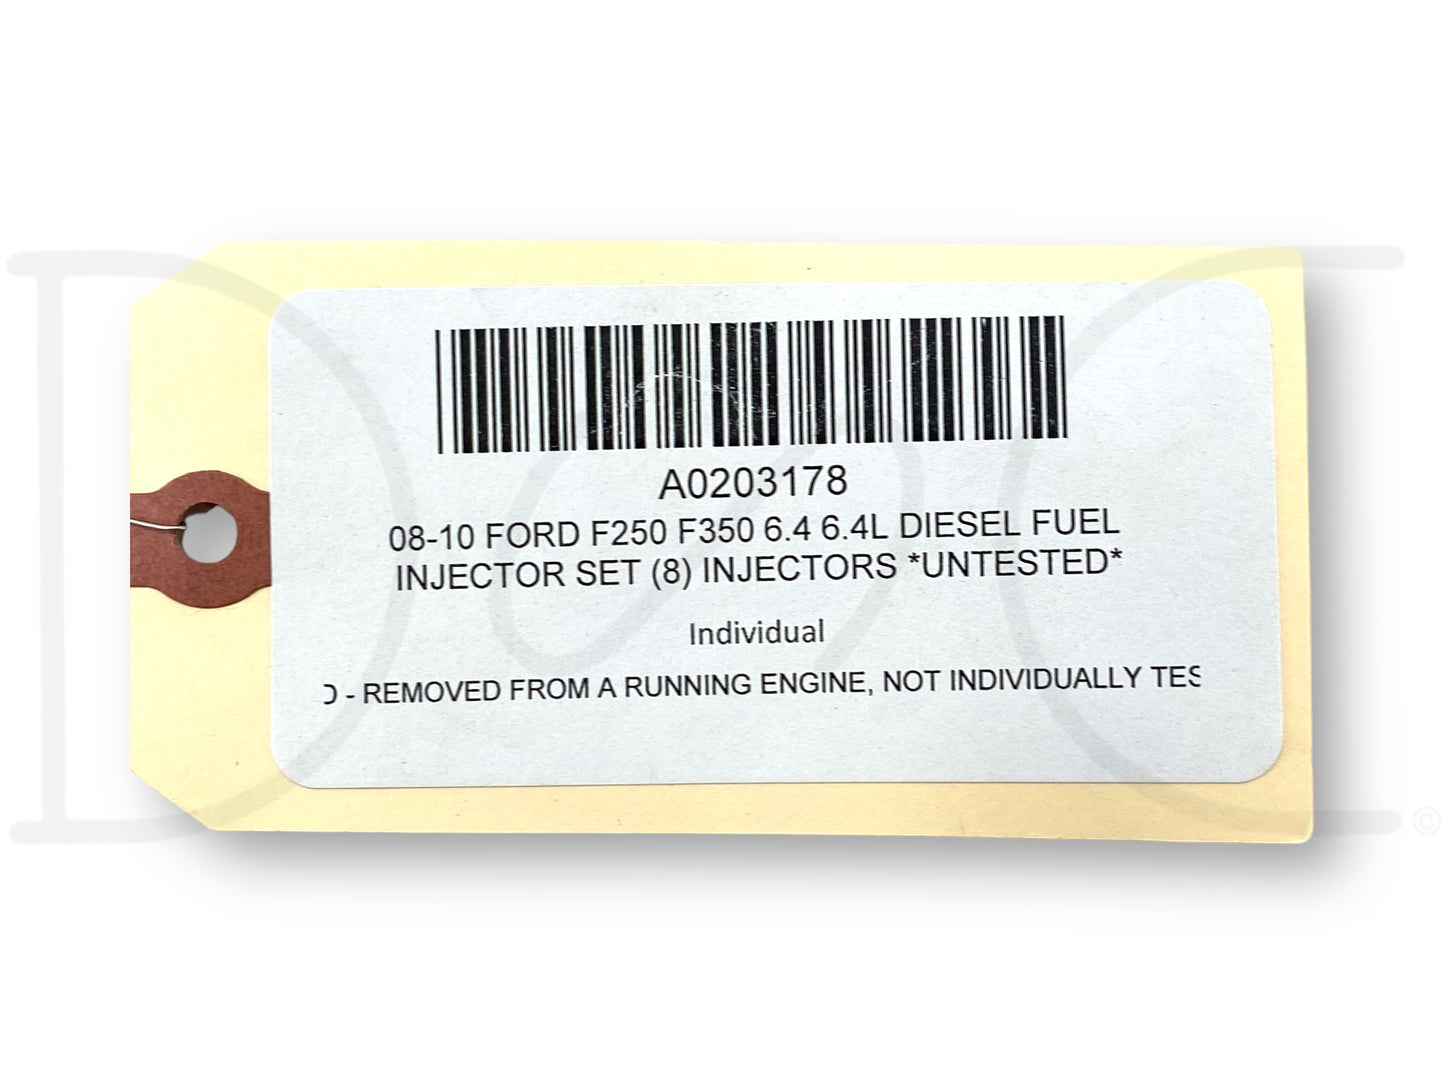 A0203178
08-10 FORD F250 F350 6.4 6.4L DIESEL FUEL
INJECTOR SET (8) INJECTORS *UNTESTED*
Individual
- REMOVED FROM A RUNNING ENGINE, NOT INDIVIDUALLY TES
©